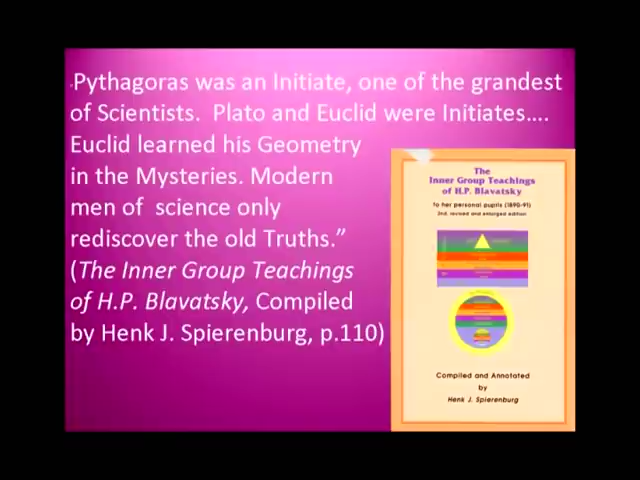 Pythagoras was an Initiate, one of the grandest
of Scientists. Plato and Euclid were Initiates....
Euclid learned his Geometry
in the Mysteries. Modern
men of science only
rediscover the old Truths.”
(The Inner Group Teachings
of H.P. Blavatsky, Compiled
by Henk J. Spierenburg, p.110)
The
Inner Group Teachings
of H.P. Blavatsky
to her personal pupils (1890-91)
2nd, revised and enlarged edition
Compiled and Annotated
by
Henk J. Spierenburg